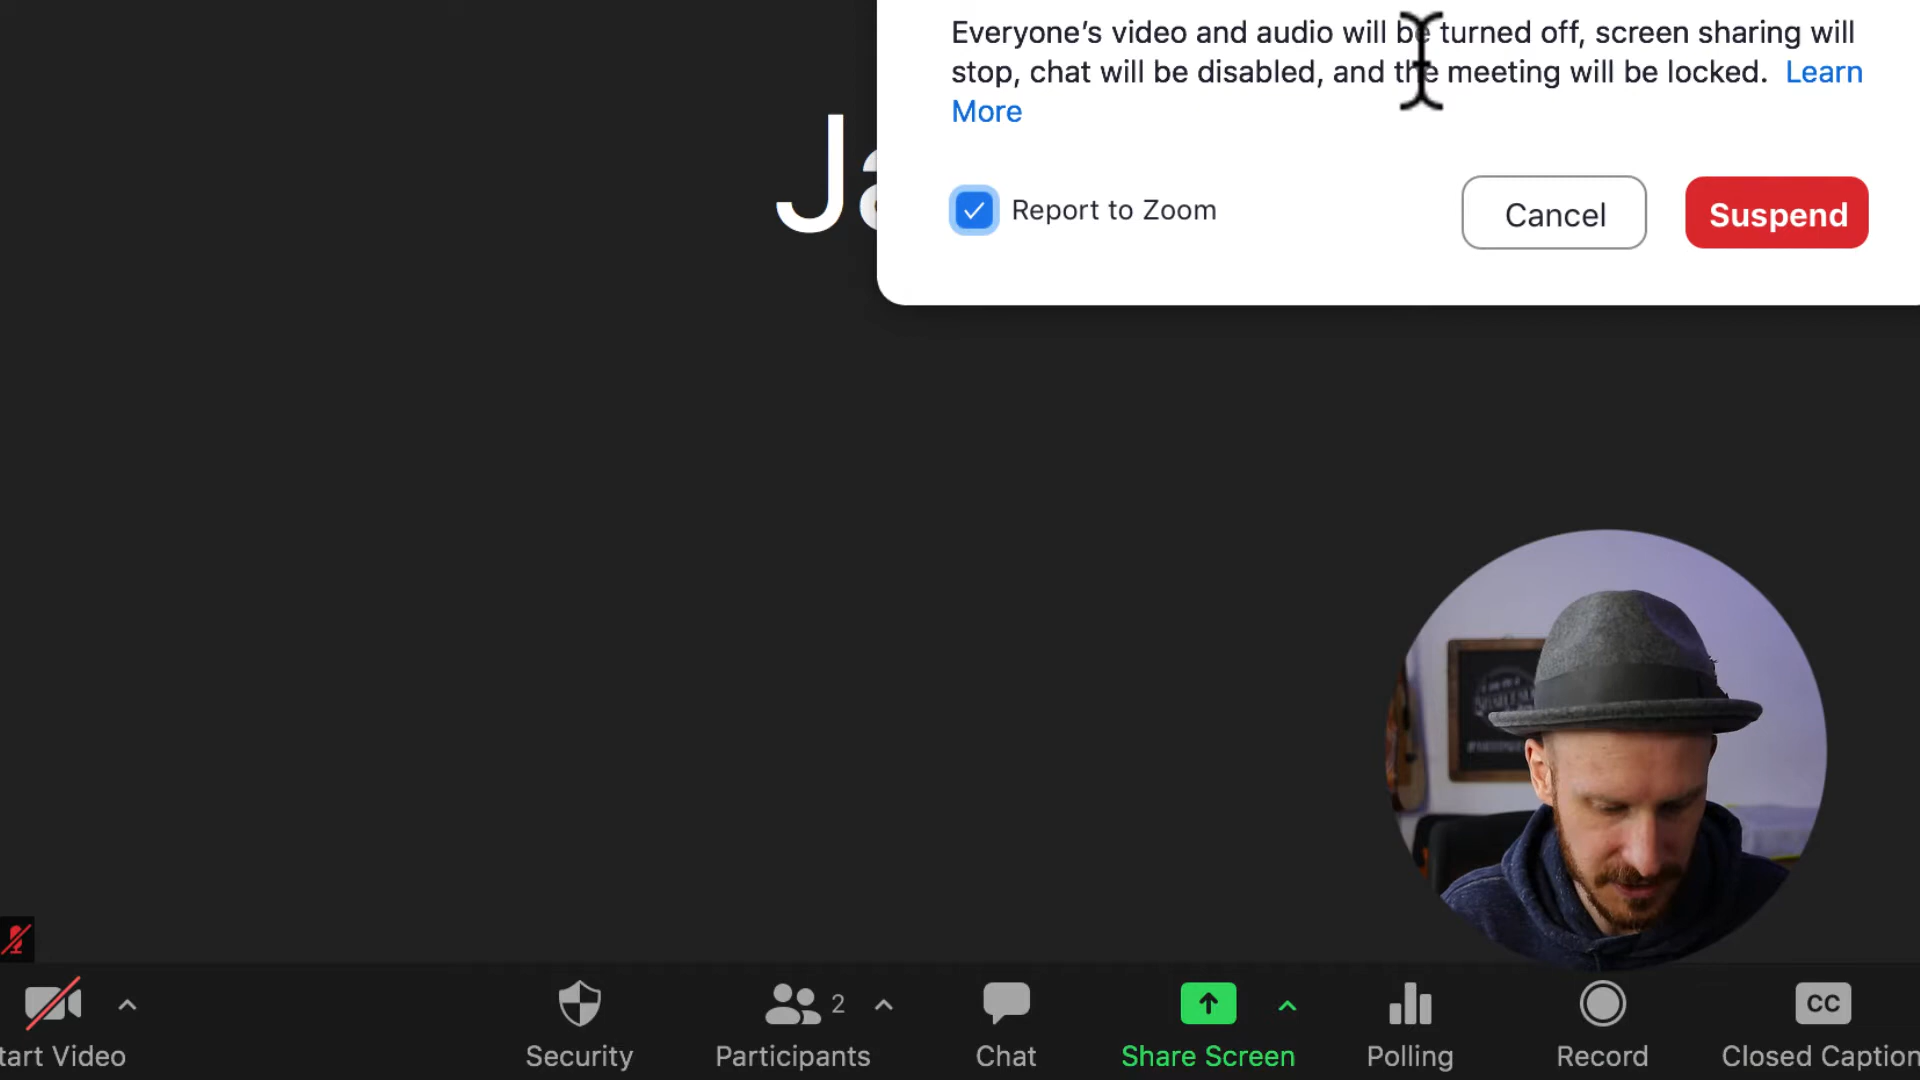 Everyone's video and audio will be turned off, screen sharing will
stop, chat will be disabled, and the meeting will be locked. Learn
More
Ja
Report to Zoom
Cancel
Suspend
tart Video
Security
2
Participants
Chat
Share Screen
Polling
Record
CC
Closed Caption